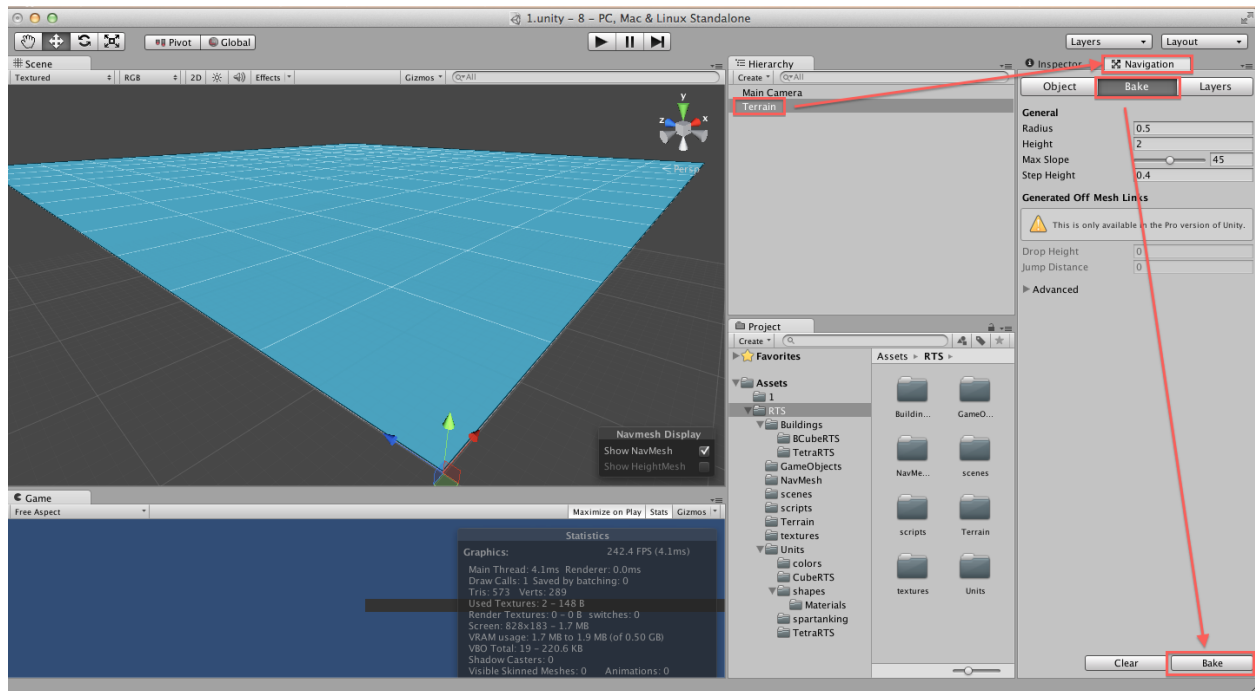 1.unity – 8 – PC, Mac & Linux Standalone
Pivot Global Layers Layout
# Scene
Textured RGB 2D Effects Gizmos Q▾All
y
z x
Persp
Navmesh Display
Show NavMesh
Show HeightMesh
Game
Free Aspect Maximize on Play Stats Gizmos
Statistics
Graphics: 242.4 FPS (4.1ms)
Main Thread: 4.1ms Renderer: 0.0ms
Draw Calls: 1 Saved by batching: 0
Tris: 573 Verts: 289
Used Textures: 2 – 148 B
Render Textures: 0 – 0 B switches: 0
Screen: 828x183 – 1.7 MB
VRAM usage: 1.7 MB to 1.9 MB (of 0.50 GB)
VBO Total: 19 – 220.6 KB
Shadow Casters: 0
Visible Skinned Meshes: 0 Animations: 0
Hierarchy
Create Q▾All
Main Camera
Terrain
Project
Create
Favorites
Assets
1
RTS
Buildings
BCubeRTS
TetraRTS
GameObjects
NavMesh
scenes
scripts
Terrain
textures
Units
colors
CubeRTS
shapes
Materials
spartanking
TetraRTS
Assets ▸ RTS ▸
Buildin... GameO...
NavMe... scenes
scripts Terrain
textures Units
Inspector Navigation
Object Bake Layers
General
Radius 0.5
Height 2
Max Slope 45
Step Height 0.4
Generated Off Mesh Links
This is only available in the Pro version of Unity.
Drop Height 0
Jump Distance 0
Advanced
Clear Bake